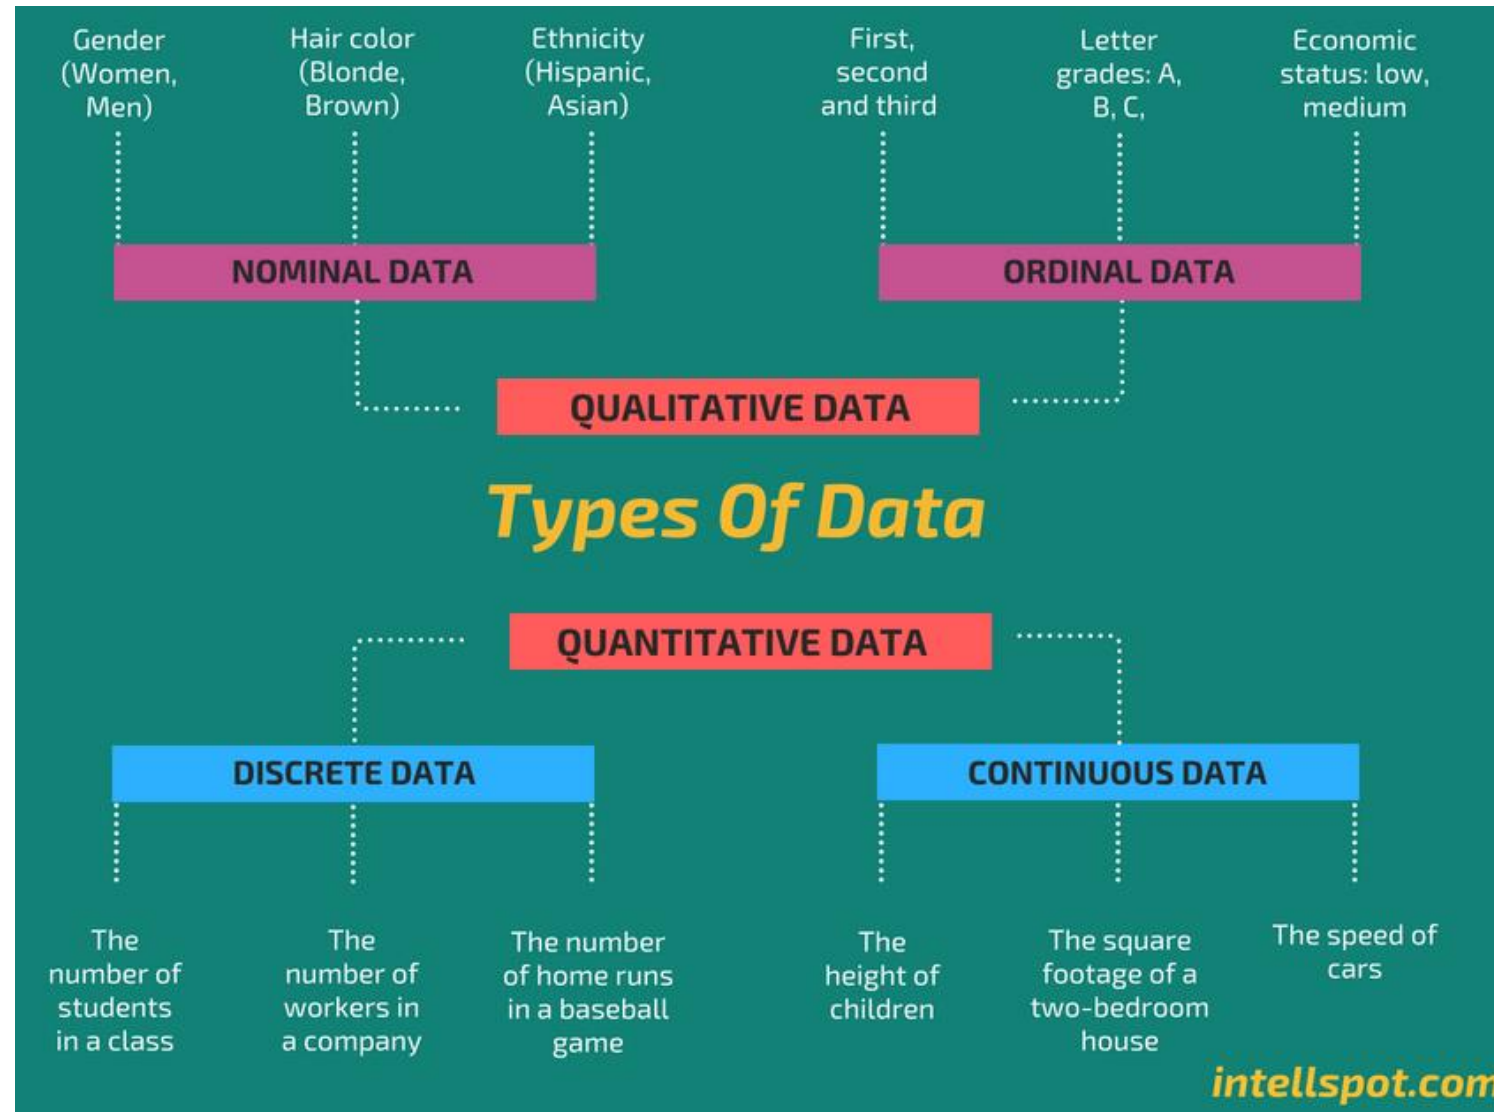 Gender
(Women,
Men)
Hair color
(Blonde,
Brown)
Ethnicity
(Hispanic,
Asian)
First,
second
and third
Letter
grades: A,
B, C,
Economic
status: low,
medium
NOMINAL DATA
ORDINAL DATA
QUALITATIVE DATA
Types Of Data
QUANTITATIVE DATA
DISCRETE DATA
CONTINUOUS DATA
The
number of
students
in a class
The
number of
workers in
a company
The number
of home runs
in a baseball
game
The
height of
children
The square
footage of a
two-bedroom
house
The speed of
cars
intellspot.com